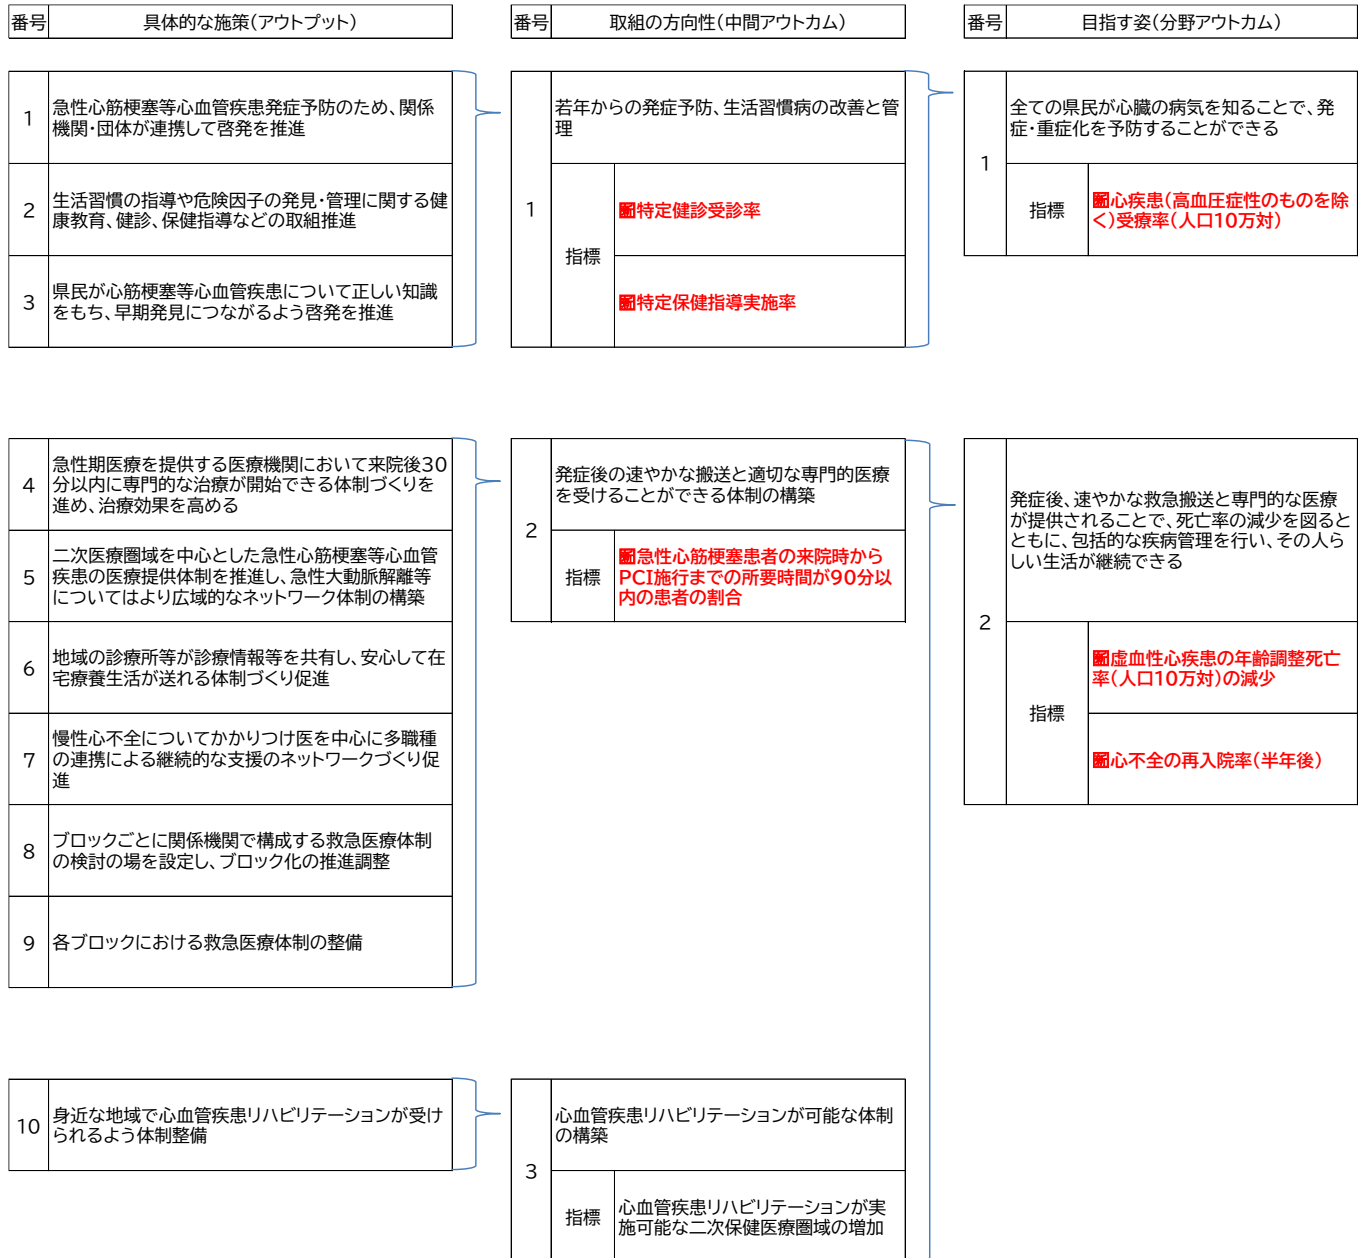 番号
具体的な施策(アウトプット)
番号
取組の方向性(中間アウトカム)
番号
目指す姿(分野アウトカム)
1
急性心筋梗塞等心血管疾患発症予防のため、関係
機関・団体が連携して啓発を推進
2
生活習慣の指導や危険因子の発見・管理に関する健
康教育、健診、保健指導などの取組推進
3
県民が心筋梗塞等心血管疾患について正しい知識
をもち、早期発見につながるよう啓発を推進
1
若年からの発症予防、生活習慣病の改善と管
理
指標
特定健診受診率
特定保健指導実施率
1
全ての県民が心臓の病気を知ることで、発
症・重症化を予防することができる
指標
心疾患(高血圧症性のものを除
く)受療率(人口10万対)
4
急性期医療を提供する医療機関において来院後30
分以内に専門的な治療が開始できる体制づくりを
進め、治療効果を高める
5
二次医療圏域を中心とした急性心筋梗塞等心血管
疾患の医療提供体制を推進し、急性大動脈解離等
についてはより広域的なネットワーク体制の構築
6
地域の診療所等が診療情報等を共有し、安心して在
宅療養生活が送れる体制づくり促進
7
慢性心不全についてかかりつけ医を中心に多職種
の連携による継続的な支援のネットワークづくり促
進
8
ブロックごとに関係機関で構成する救急医療体制
の検討の場を設定し、ブロック化の推進調整
9
各ブロックにおける救急医療体制の整備
2
発症後の速やかな搬送と適切な専門的医療
を受けることができる体制の構築
指標
急性心筋梗塞患者の来院時から
PCI施行までの所要時間が90分以
内の患者の割合
2
発症後、速やかな救急搬送と専門的な医療
が提供されることで、死亡率の減少を図ると
ともに、包括的な疾病管理を行い、その人ら
しい生活が継続できる
指標
虚血性心疾患の年齢調整死亡
率(人口10万対)の減少
心不全の再入院率(半年後)
10
身近な地域で心血管疾患リハビリテーションが受け
られるよう体制整備
3
心血管疾患リハビリテーションが可能な体制
の構築
指標
心血管疾患リハビリテーションが実
施可能な二次保健医療圏域の増加